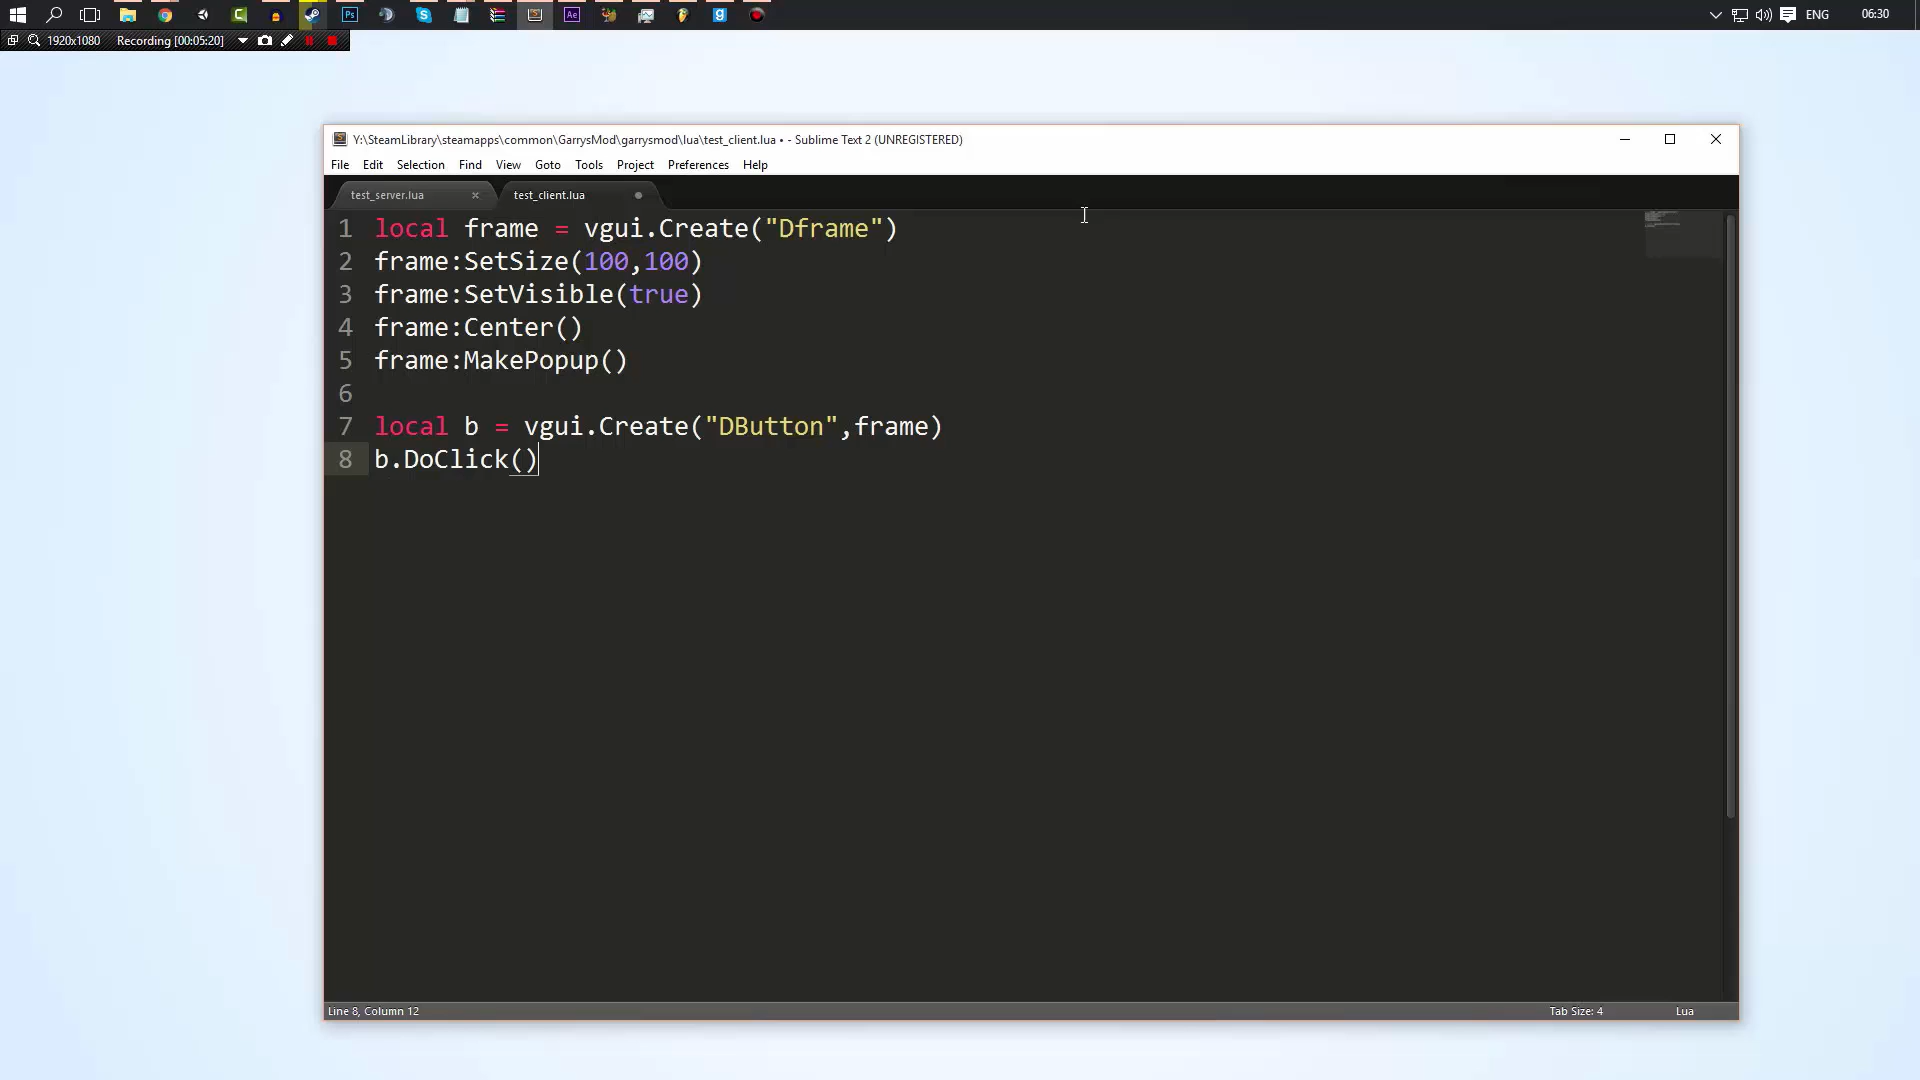 Ps
Ae
ENG
06:30
1920x1080
Recording [00:05:20]
Y:\SteamLibrary\steamapps\common\GarrysMod\garrysmod\lua\test_client.lua • - Sublime Text 2 (UNREGISTERED)
File Edit Selection Find View Goto Tools Project Preferences Help
test_server.lua
test_client.lua
1 local frame = vgui.Create("Dframe")
2 frame:SetSize(100,100)
3 frame:SetVisible(true)
4 frame:Center()
5 frame:MakePopup()
6
7 local b = vgui.Create("DButton",frame)
8 b.DoClick()
Line 8, Column 12
Tab Size: 4
Lua